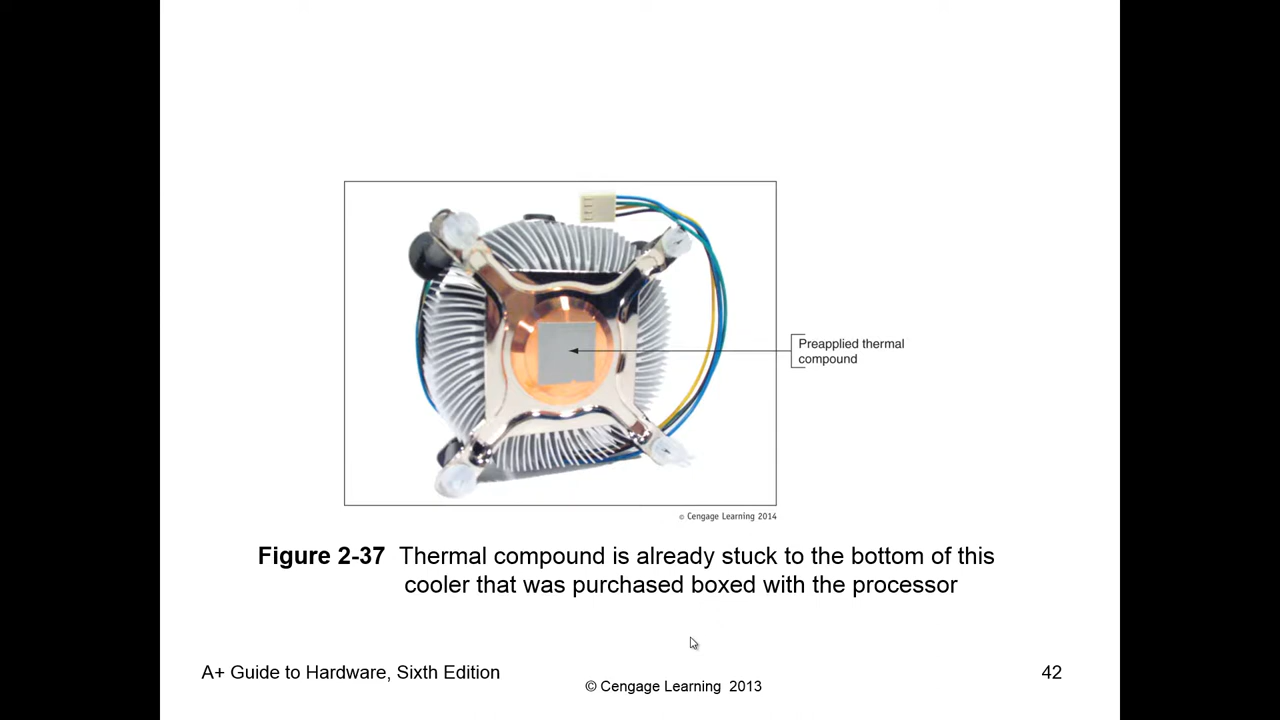 Preapplied thermal
compound
© Cengage Learning 2014
Figure 2-37 Thermal compound is already stuck to the bottom of this
cooler that was purchased boxed with the processor
A+ Guide to Hardware, Sixth Edition
© Cengage Learning 2013
42